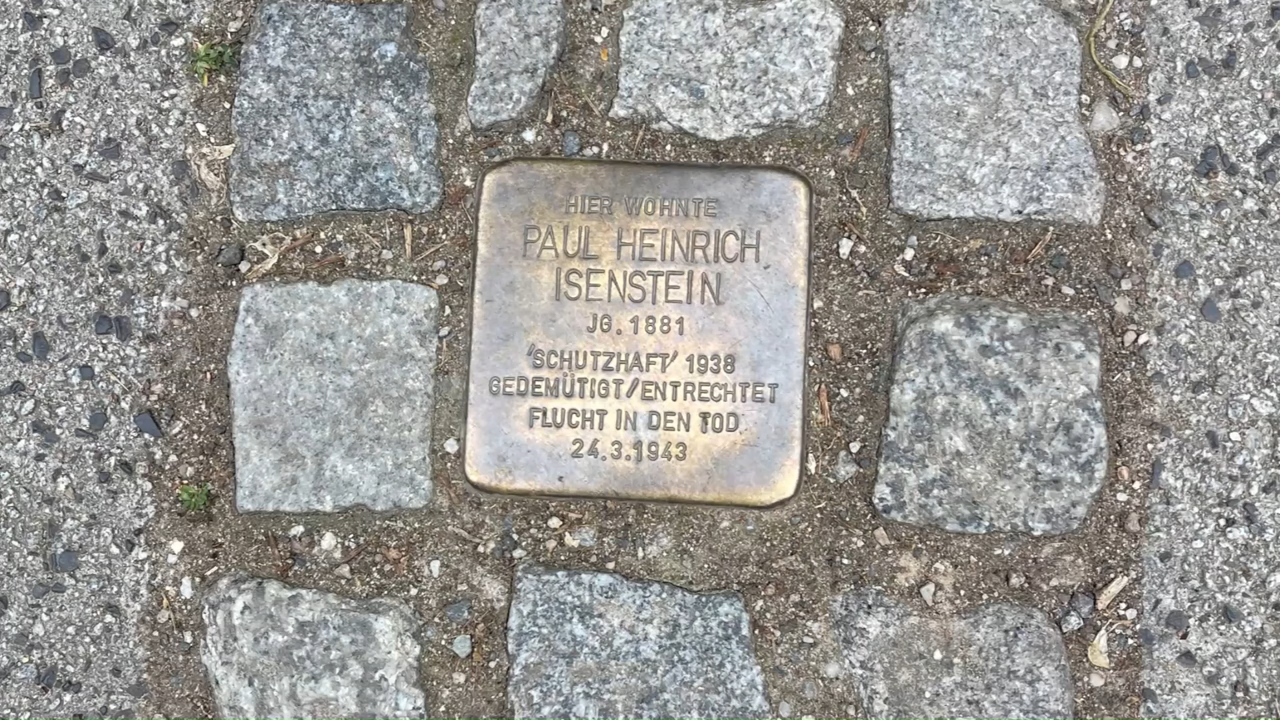 HIER WOHNTE
PAUL HEINRICH
ISENSTEIN
JG. 1881
'SCHUTZHAFT' 1938
GEDEMÜTIGT/ENTRECHTET
FLUCHT IN DEN TOD
24.3.1943